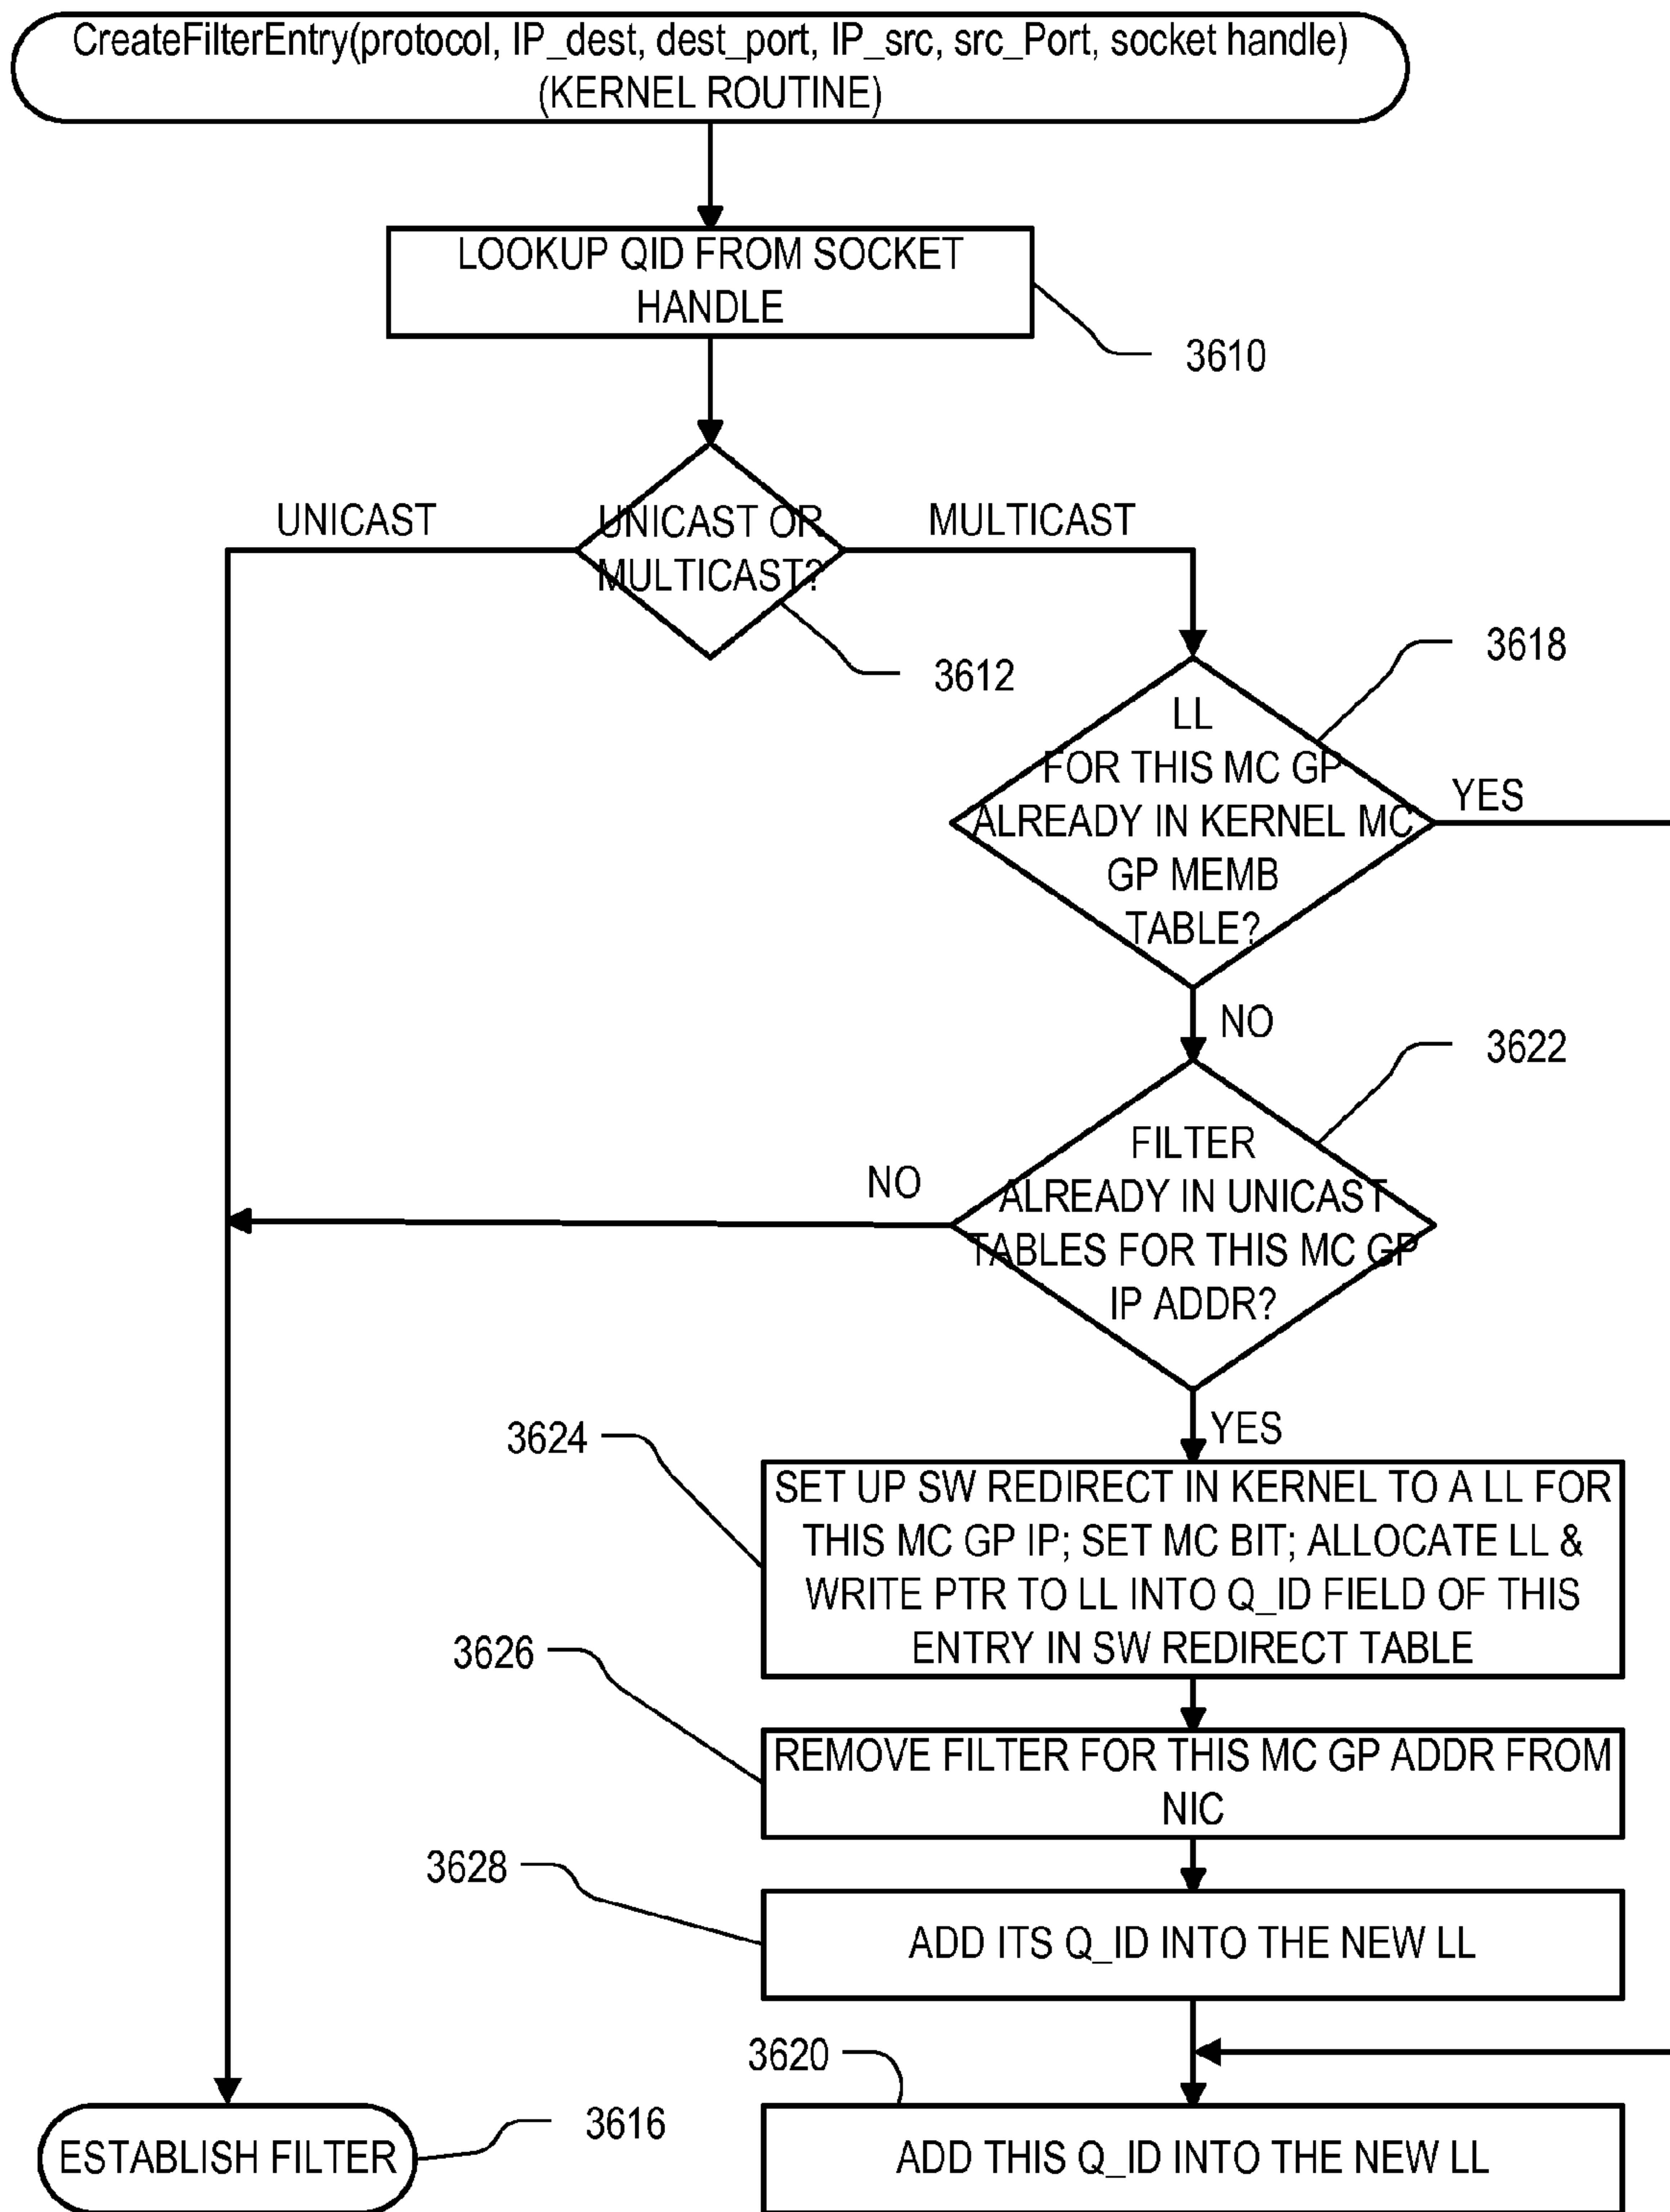 CreateFilterEntry(protocol, IP_dest, dest_port, IP_src, src_Port, socket handle)
(KERNEL ROUTINE)
LOOKUP QID FROM SOCKET
HANDLE
3610
UNICAST
UNICAST OR
MULTICAST?
MULTICAST
3612
3618
LL
FOR THIS MC GP
ALREADY IN KERNEL MC
GP MEMB
TABLE?
YES
NO
3622
FILTER
ALREADY IN UNICAST
TABLES FOR THIS MC GP
IP ADDR?
NO
YES
3624
SET UP SW REDIRECT IN KERNEL TO A LL FOR
THIS MC GP IP; SET MC BIT; ALLOCATE LL &
WRITE PTR TO LL INTO Q_ID FIELD OF THIS
ENTRY IN SW REDIRECT TABLE
3626
REMOVE FILTER FOR THIS MC GP ADDR FROM
NIC
3628
ADD ITS Q_ID INTO THE NEW LL
3620
ADD THIS Q_ID INTO THE NEW LL
ESTABLISH FILTER
3616